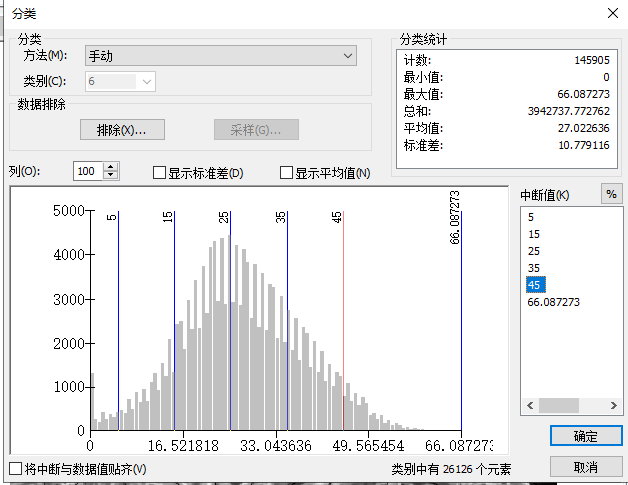 分类
分类
方法(M):
手动
类别(C):
6
数据排除
排除(X)...
采样(G)...
分类统计
计数:
145905
最小值:
0
最大值:
66.087273
总和:
3942737.772762
平均值:
27.022636
标准差:
10.779116
列(O):
100
显示标准差(D)
显示平均值(N)
中断值(K)
%
5
15
25
35
45
66.087273
5000
4000
3000
2000
1000
0
5
15
25
35
45
66.087273
0
16.521818
33.043636
49.565454
66.087273
将中断与数据值贴齐(V)
类别中有 26126 个元素
确定
取消